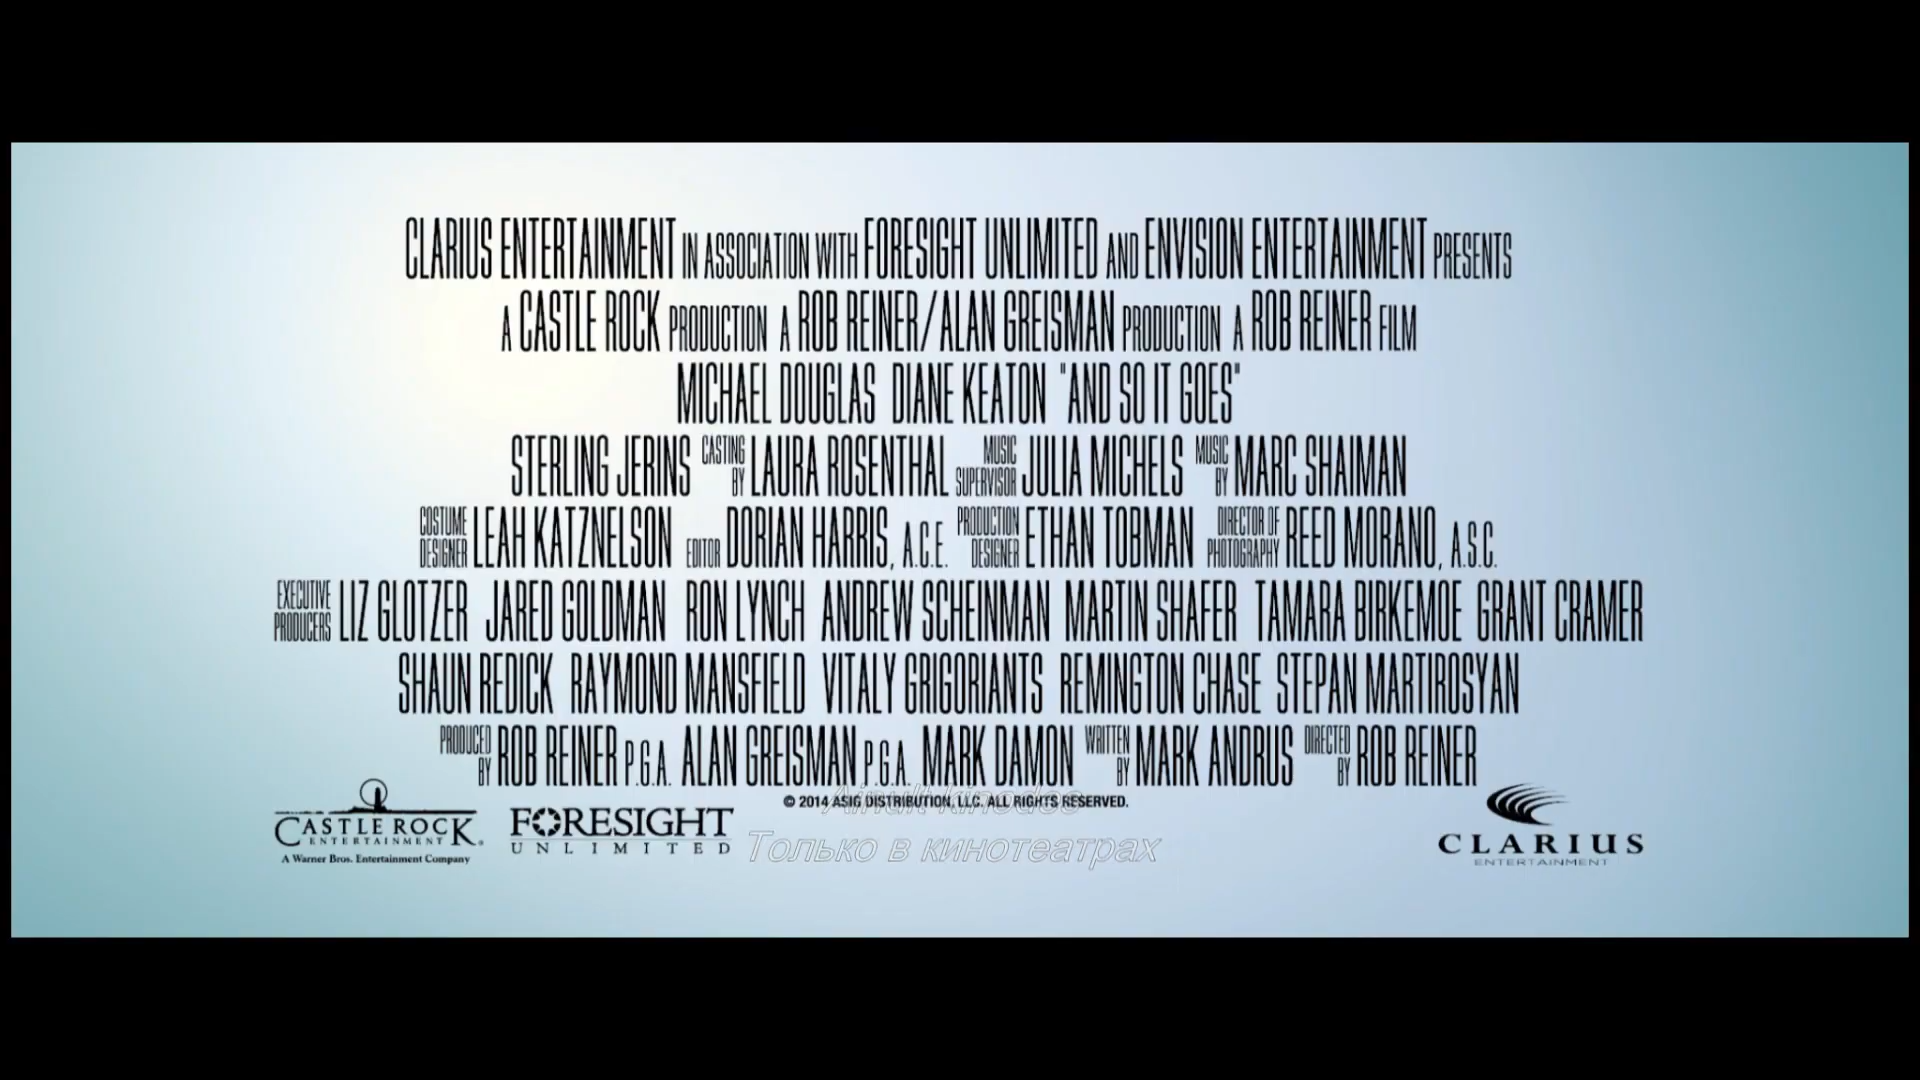 CLARIUS ENTERTAINMENT IN ASSOCIATION WITH FORESIGHT UNLIMITED AND ENVISION ENTERTAINMENT PRESENTS
A CASTLE ROCK PRODUCTION A ROB REINER/ALAN GREISMAN PRODUCTION A ROB REINER FILM
MICHAEL DOUGLAS DIANE KEATON "AND SO IT GOES"
STERLING JERINS CASTING BY LAURA ROSENTHAL MUSIC SUPERVISOR JULIA MICHELS MUSIC BY MARC SHAIMAN
COSTUME DESIGNER LEAH KATZNELSON EDITOR DORIAN HARRIS, A.C.E. PRODUCTION DESIGNER ETHAN TOBMAN DIRECTOR OF PHOTOGRAPHY REED MORANO, A.S.C.
EXECUTIVE PRODUCERS LIZ GLOTZER JARED GOLDMAN RON LYNCH ANDREW SCHEINMAN MARTIN SHAFER TAMARA BIRKEMOE GRANT CRAMER
SHAUN REDICK RAYMOND MANSFIELD VITALY GRIGORIANTS REMINGTON CHASE STEPAN MARTIROSYAN
PRODUCED BY ROB REINER P.G.A. ALAN GREISMAN P.G.A. MARK DAMON WRITTEN BY MARK ANDRUS DIRECTED BY ROB REINER
© 2014 ASIG DISTRIBUTION, LLC. ALL RIGHTS RESERVED.
Ainult kinodes
Только в кинотеатрах
CASTLE ROCK
ENTERTAINMENT
A Warner Bros. Entertainment Company
FORESIGHT
UNLIMITED
CLARIUS
ENTERTAINMENT